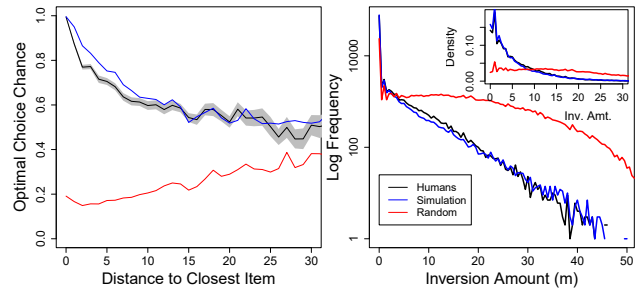 Optimal Choice Chance
1.0
0.8
0.6
0.4
0.2
0.0
0 5 10 15 20 25 30
Distance to Closest Item
Log Frequency
10000
100
1
Humans
Simulation
Random
0 10 20 30 40 50
Inversion Amount (m)
Density
0.10
0.00
0 5 10 15 20 25 30
Inv. Amt.